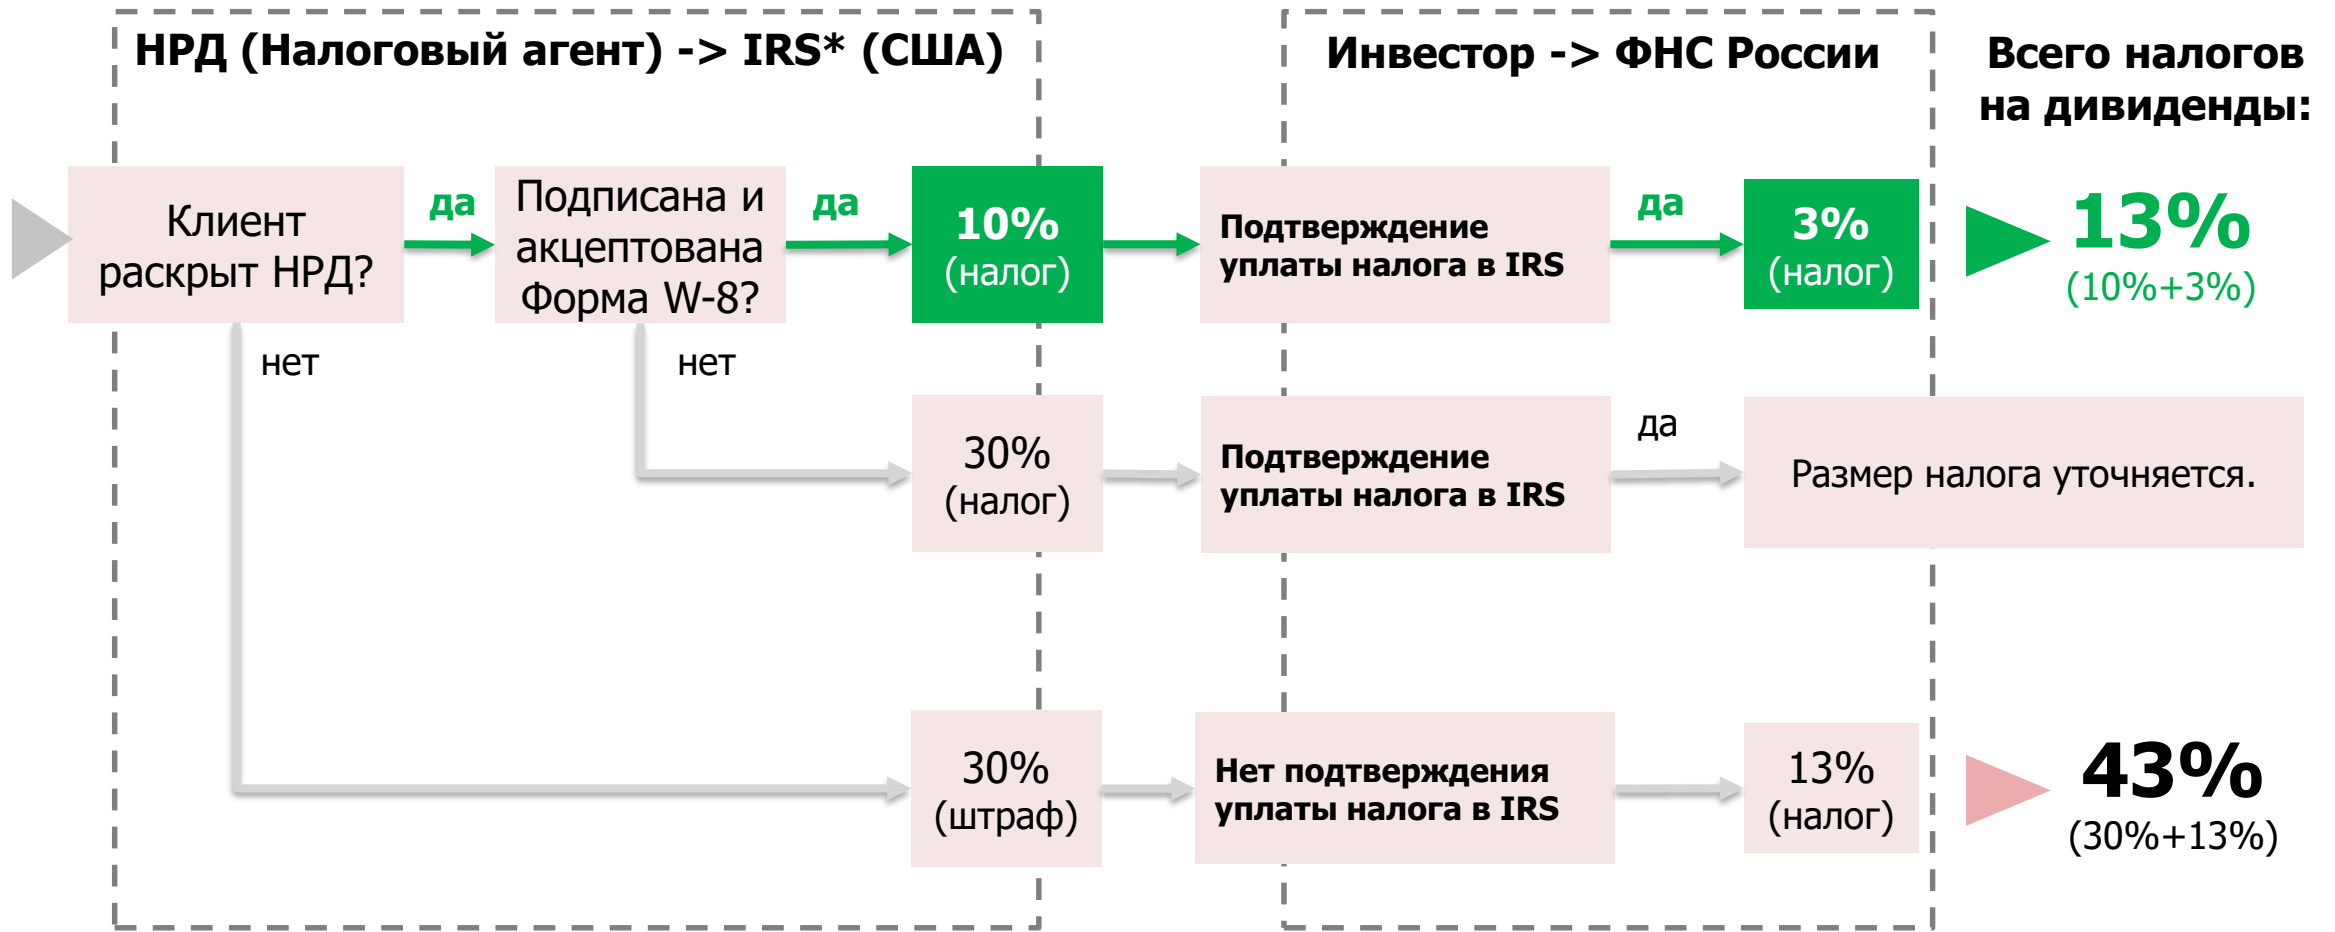 НРД (Налоговый агент) -> IRS* (США)
Инвестор -> ФНС России
Всего налогов
на дивиденды:
Клиент
раскрыт НРД?
да
Подписана и
акцептована
Форма W-8?
да
10%
(налог)
Подтверждение
уплаты налога в IRS
да
3%
(налог)
13%
(10%+3%)
нет
нет
30%
(налог)
Подтверждение
уплаты налога в IRS
да
Размер налога уточняется.
30%
(штраф)
Нет подтверждения
уплаты налога в IRS
13%
(налог)
43%
(30%+13%)